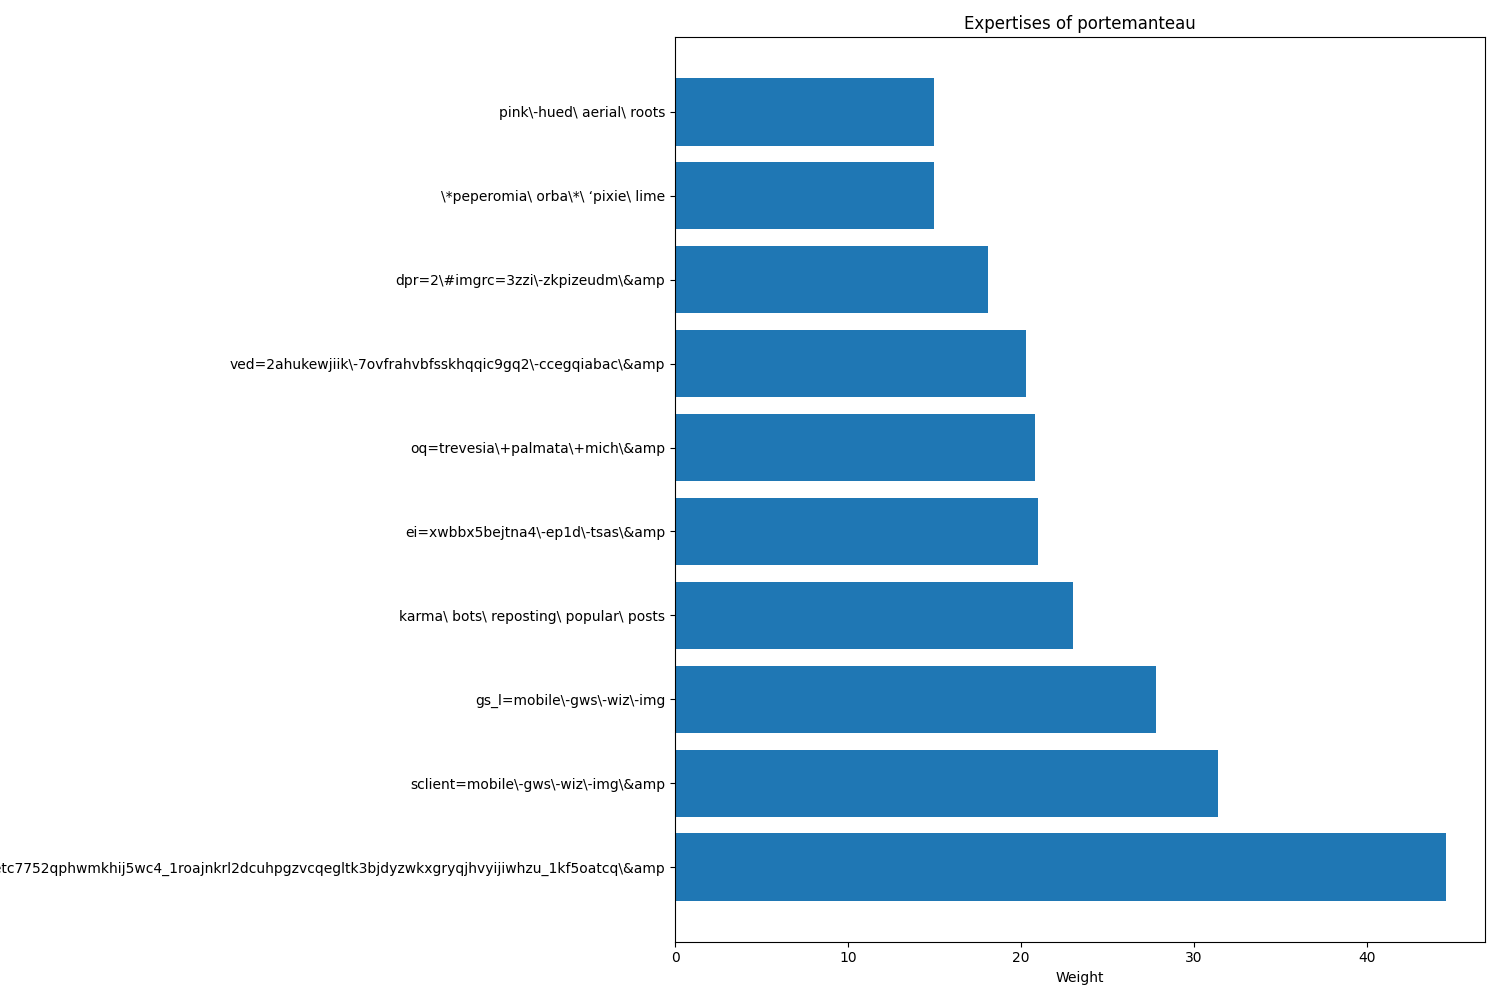 Expertises of portemanteau
pink\-hued\ aerial\ roots
\*peperomia\ orba\*\ ‘pixie\ lime
dpr=2\#imgrc=3zzi\-zkpizeudm\&amp
ved=2ahukewjiik\-7ovfrahvbfsskhqqic9gq2\-ccegqiabac\&amp
oq=trevesia\+palmata\+mich\&amp
ei=xwbbx5bejtna4\-ep1d\-tsas\&amp
karma\ bots\ reposting\ popular\ posts
gs_l=mobile\-gws\-wiz\-img
sclient=mobile\-gws\-wiz\-img\&amp
tc7752qphwmkhij5wc4_1roajnkrl2dcuhpgzvcqegltk3bjdyzwkxgryqjhvyijiwhzu_1kf5oatcq\&amp
0 10 20 30 40
Weight